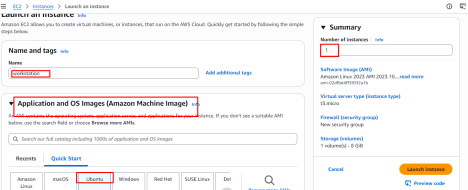 EC2 > Instances > Launch an instance
Launch an instance Info
Amazon EC2 allows you to create virtual machines, or instances, that run on the AWS Cloud. Quickly get started by following the simple
steps below.
Name and tags Info
Name
workstation
Add additional tags
▼ Application and OS Images (Amazon Machine Image) Info
An AMI contains the operating system, application server, and applications for your instance. If you don't see a suitable AMI
below, use the search field or choose Browse more AMIs.
Search our full catalog including 1000s of application and OS images
Recents
Quick Start
Amazon Linux
macOS
Ubuntu
Windows
Red Hat
SUSE Linux
▼ Summary
Number of instances Info
1
Software Image (AMI)
Amazon Linux 2023 AMI 2023.10....read more
Virtual server type (instance type)
t3.micro
Firewall (security group)
New security group
Storage (volumes)
1 volume(s) - 8 GiB
Cancel
Launch instance
Preview code